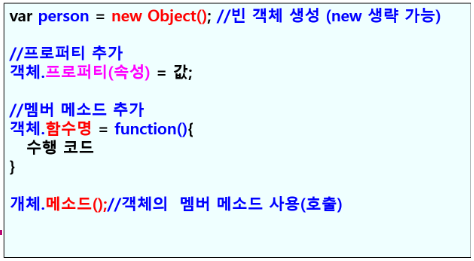 var person = new Object(); //빈 객체 생성 (new 생략 가능)
//프로퍼티 추가
객체.프로퍼티(속성) = 값;
//멤버 메소드 추가
객체.함수명 = function(){
수행 코드
}
개체.메소드();//객체의 멤버 메소드 사용(호출)